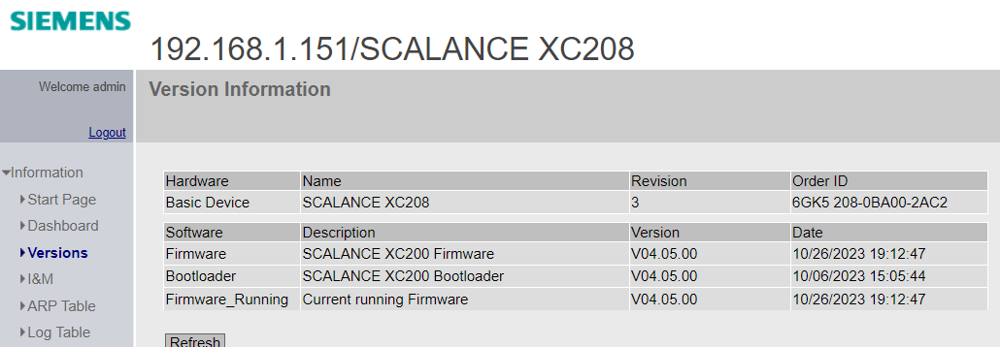 SIEMENS
192.168.1.151/SCALANCE XC208
Welcome admin
Logout
Version Information
Information
Start Page
Dashboard
Versions
I&M
ARP Table
Log Table
Hardware Name Revision Order ID
Basic Device SCALANCE XC208 3 6GK5 208-0BA00-2AC2
Software Description Version Date
Firmware SCALANCE XC200 Firmware V04.05.00 10/26/2023 19:12:47
Bootloader SCALANCE XC200 Bootloader V04.05.00 10/06/2023 15:05:44
Firmware_Running Current running Firmware V04.05.00 10/26/2023 19:12:47
Refresh